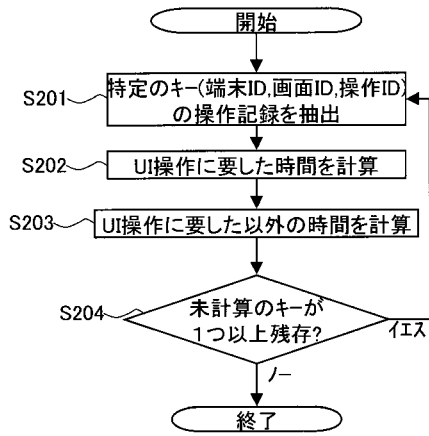 開始
S201
特定のキー(端末ID,画面ID,操作ID)
の操作記録を抽出
S202
UI操作に要した時間を計算
S203
UI操作に要した以外の時間を計算
S204
未計算のキーが
1つ以上残存?
イエス
ノー
終了